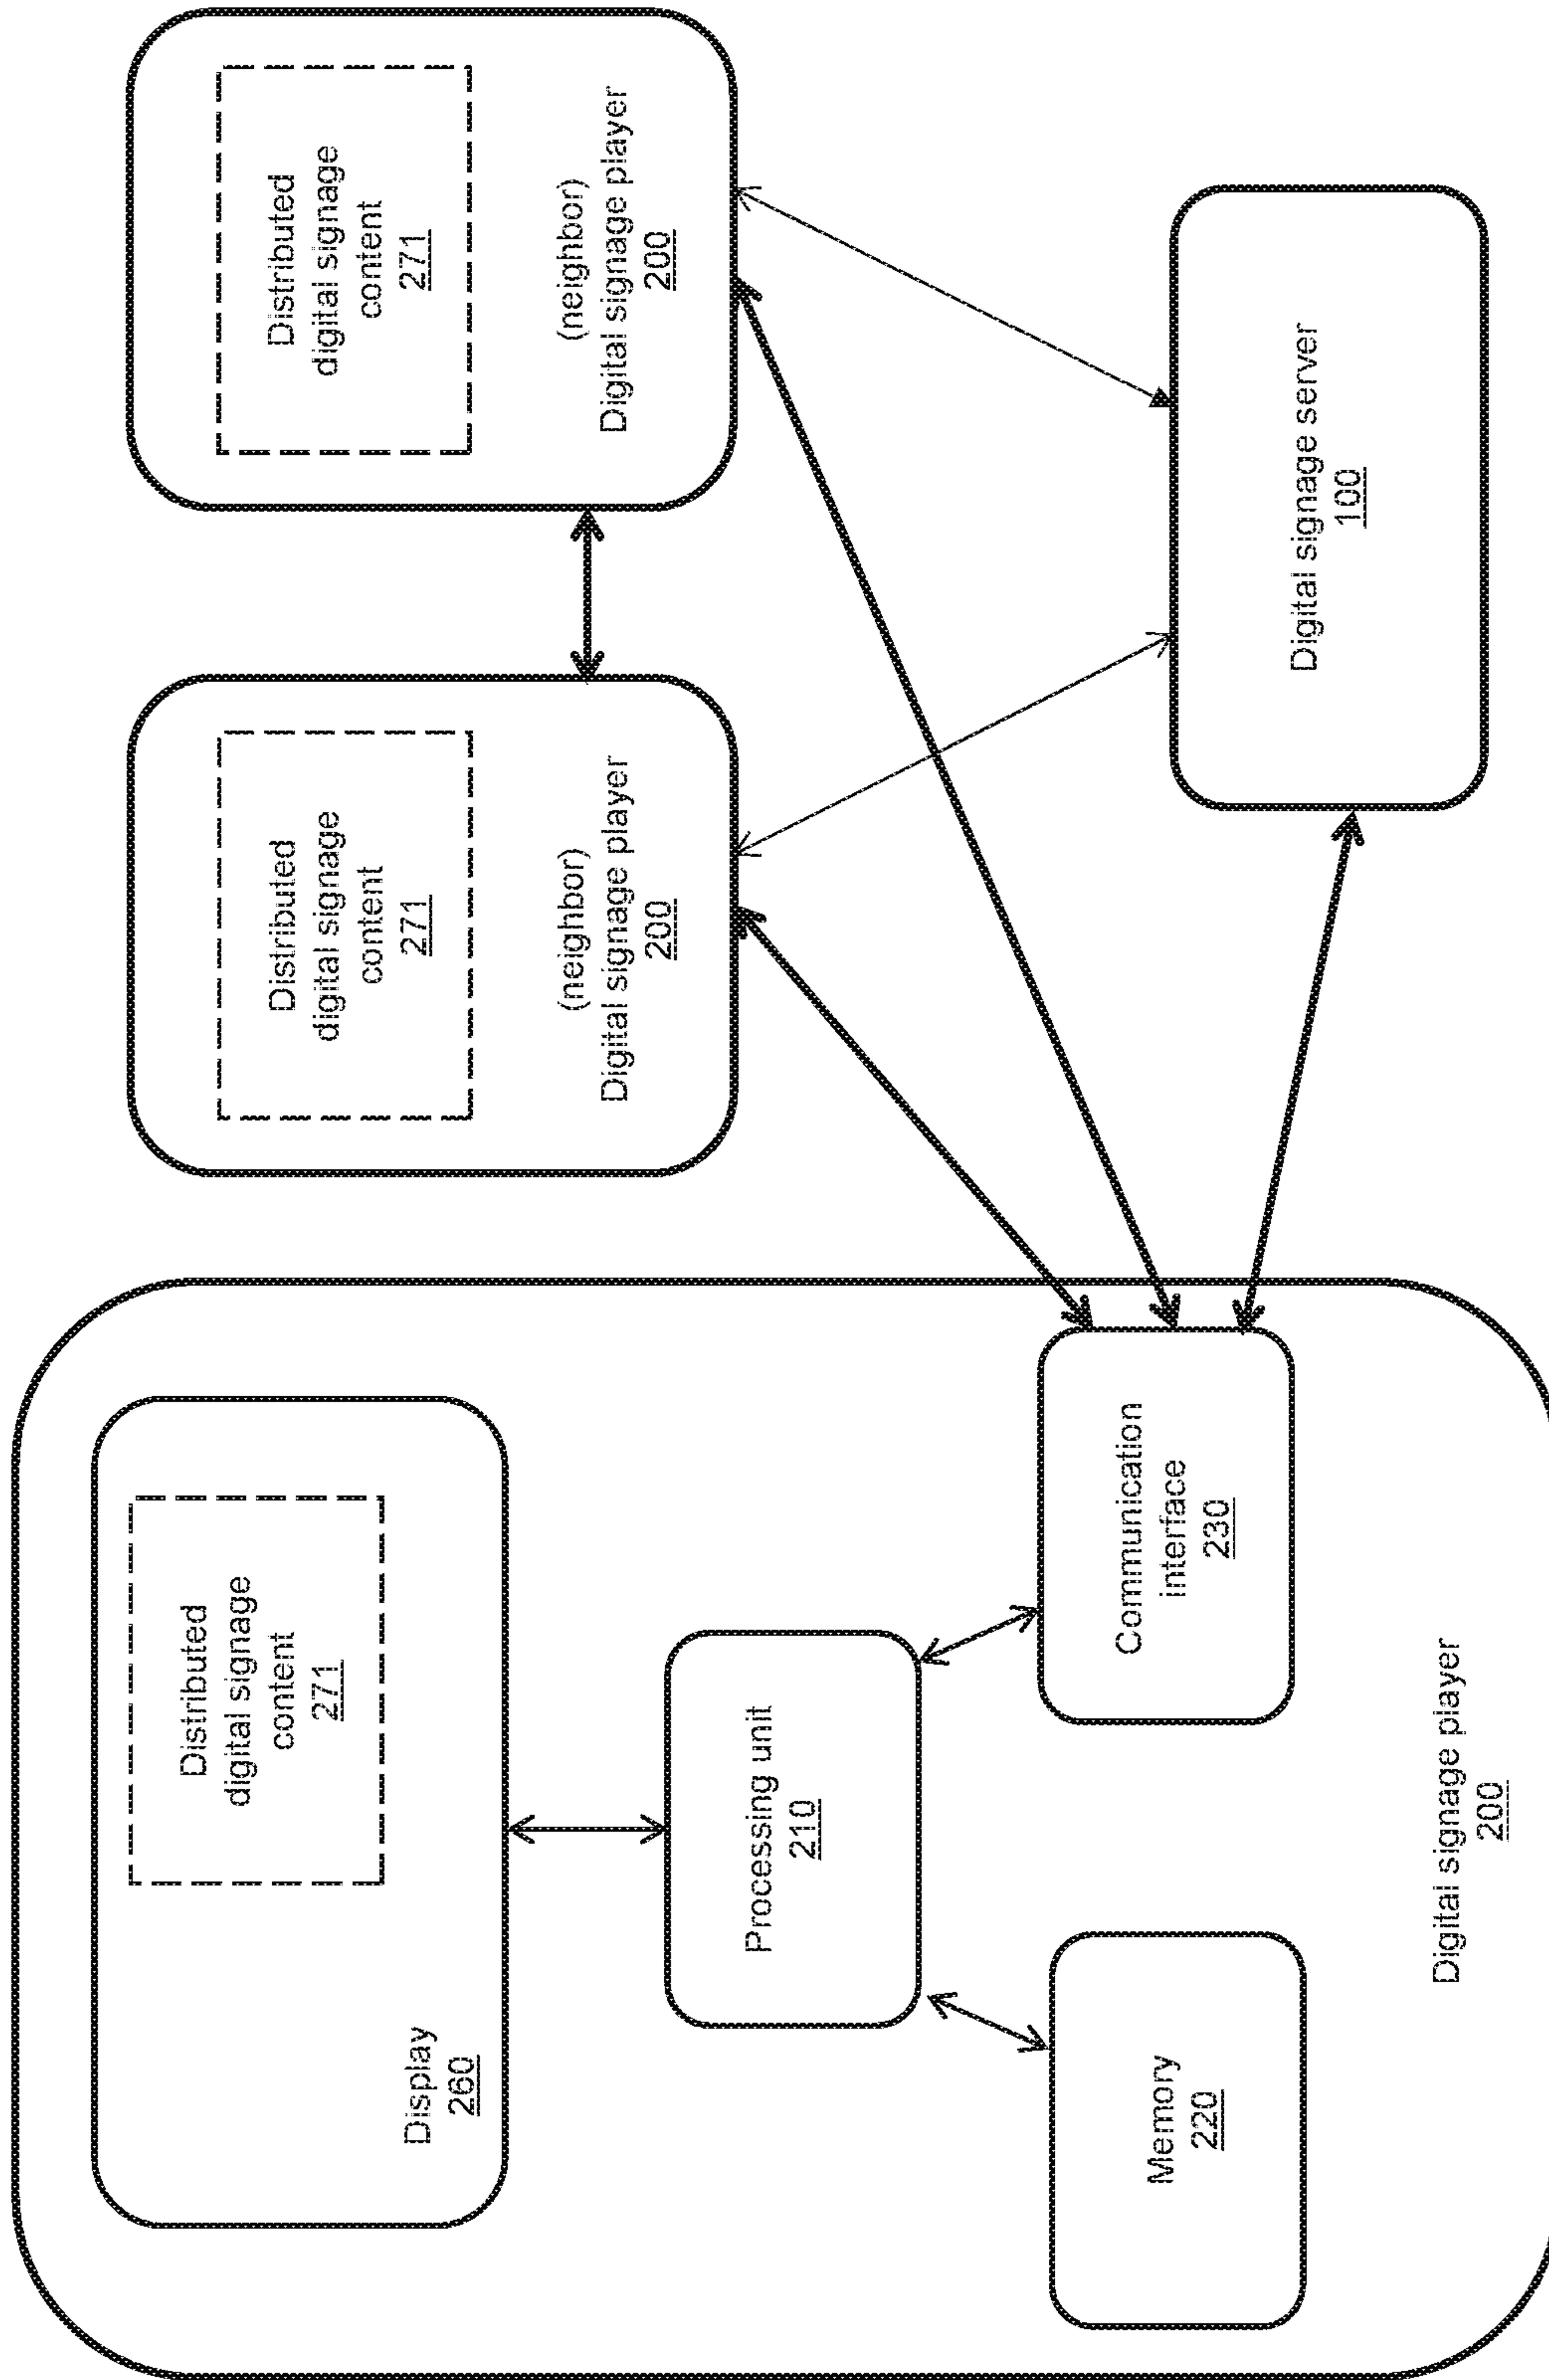 Distributed
digital signage
content
271
Display
260
Processing unit
210
Memory
220
Communication
interface
230
Digital signage player
200
Distributed
digital signage
content
271
(neighbor)
Digital signage player
200
Distributed
digital signage
content
271
(neighbor)
Digital signage player
200
Digital signage server
100